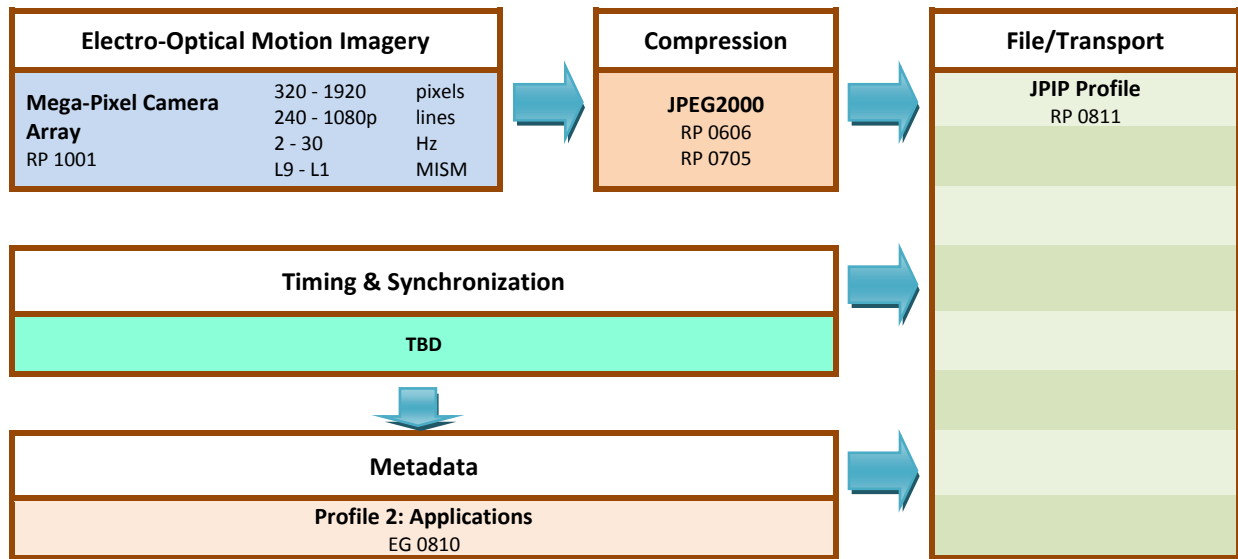 Electro-Optical Motion Imagery
Mega-Pixel Camera
Array
RP 1001
320 - 1920 pixels
240 - 1080p lines
2 - 30 Hz
L9 - L1 MISM
Compression
JPEG2000
RP 0606
RP 0705
File/Transport
JPIP Profile
RP 0811
Timing & Synchronization
TBD
Metadata
Profile 2: Applications
EG 0810